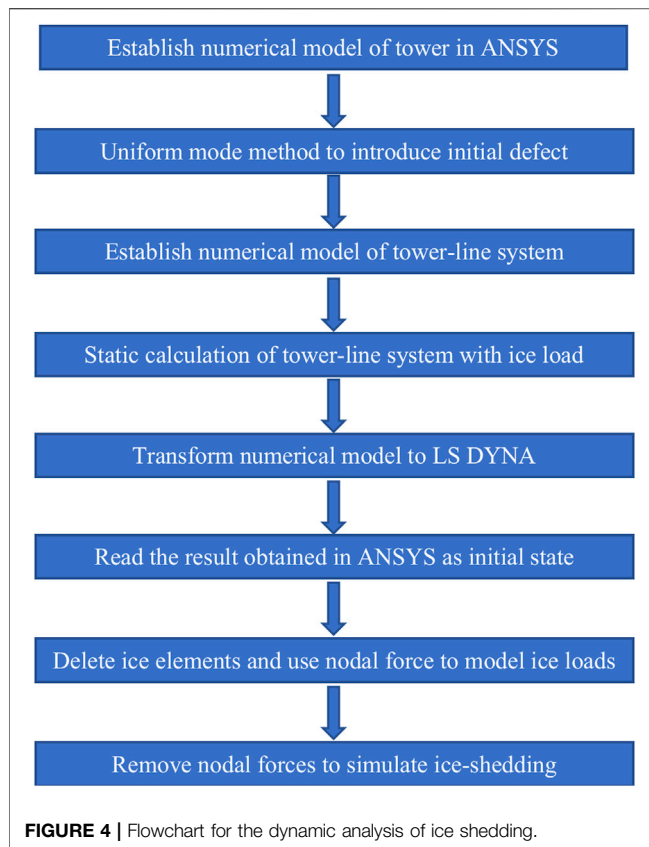 Establish numerical model of tower in ANSYS
Uniform mode method to introduce initial defect
Establish numerical model of tower-line system
Static calculation of tower-line system with ice load
Transform numerical model to LS DYNA
Read the result obtained in ANSYS as initial state
Delete ice elements and use nodal force to model ice loads
Remove nodal forces to simulate ice-shedding
FIGURE 4 | Flowchart for the dynamic analysis of ice shedding.